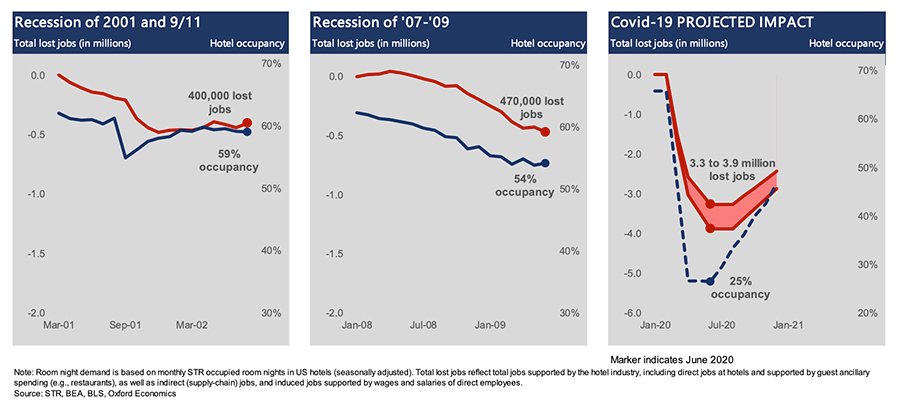 Recession of 2001 and 9/11
Total lost jobs (in millions) Hotel occupancy
0.0
-0.5
-1.0
-1.5
-2.0
70%
60%
50%
40%
30%
400,000 lost
jobs
59%
occupancy
Mar-01 Sep-01 Mar-02
Recession of '07-'09
Total lost jobs (in millions) Hotel occupancy
0.0
-0.5
-1.0
-1.5
-2.0
70%
60%
50%
40%
30%
470,000 lost
jobs
54%
occupancy
Jan-08 Jul-08 Jan-09
Covid-19 PROJECTED IMPACT
Total lost jobs (in millions) Hotel occupancy
0.0
-1.0
-2.0
-3.0
-4.0
-5.0
-6.0
70%
60%
50%
40%
30%
20%
3.3 to 3.9 million
lost jobs
25%
occupancy
Jan-20 Jul-20 Jan-21
Marker indicates June 2020
Note: Room night demand is based on monthly STR occupied room nights in US hotels (seasonally adjusted). Total lost jobs reflect total jobs supported by the hotel industry, including direct jobs at hotels and supported by guest ancillary
spending (e.g., restaurants), as well as indirect (supply-chain) jobs, and induced jobs supported by wages and salaries of direct employees.
Source: STR, BEA, BLS, Oxford Economics